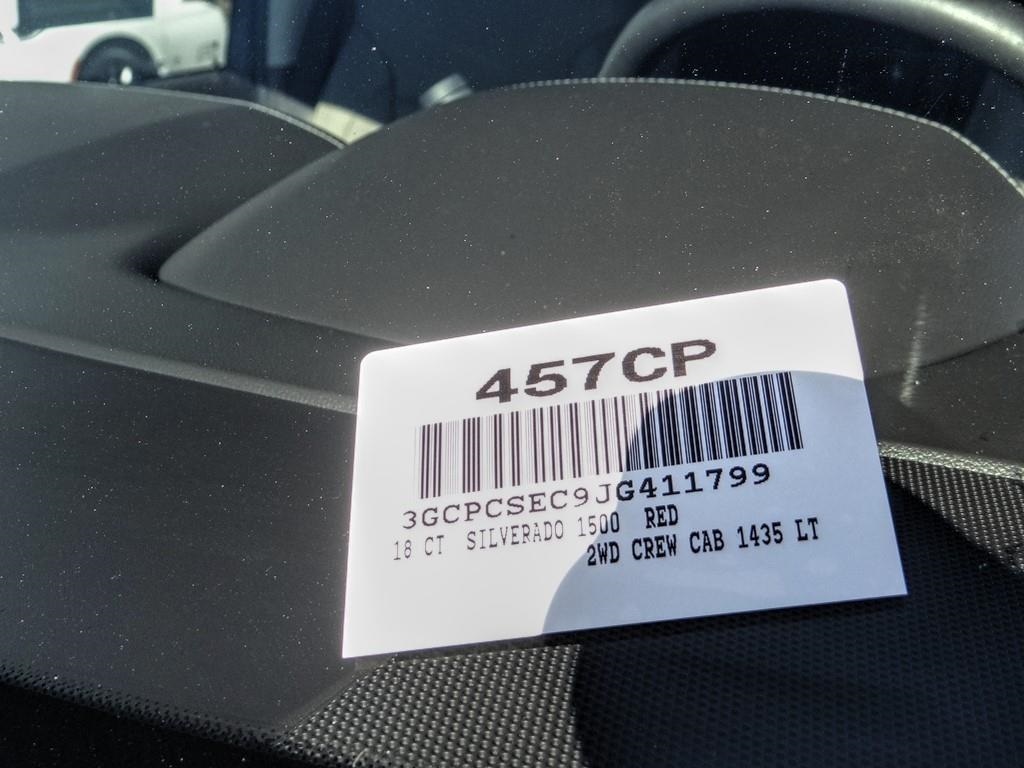 457CP
3GCPCSEC9JG411799
18 CT SILVERADO 1500 RED
2WD CREW CAB 1435 LT